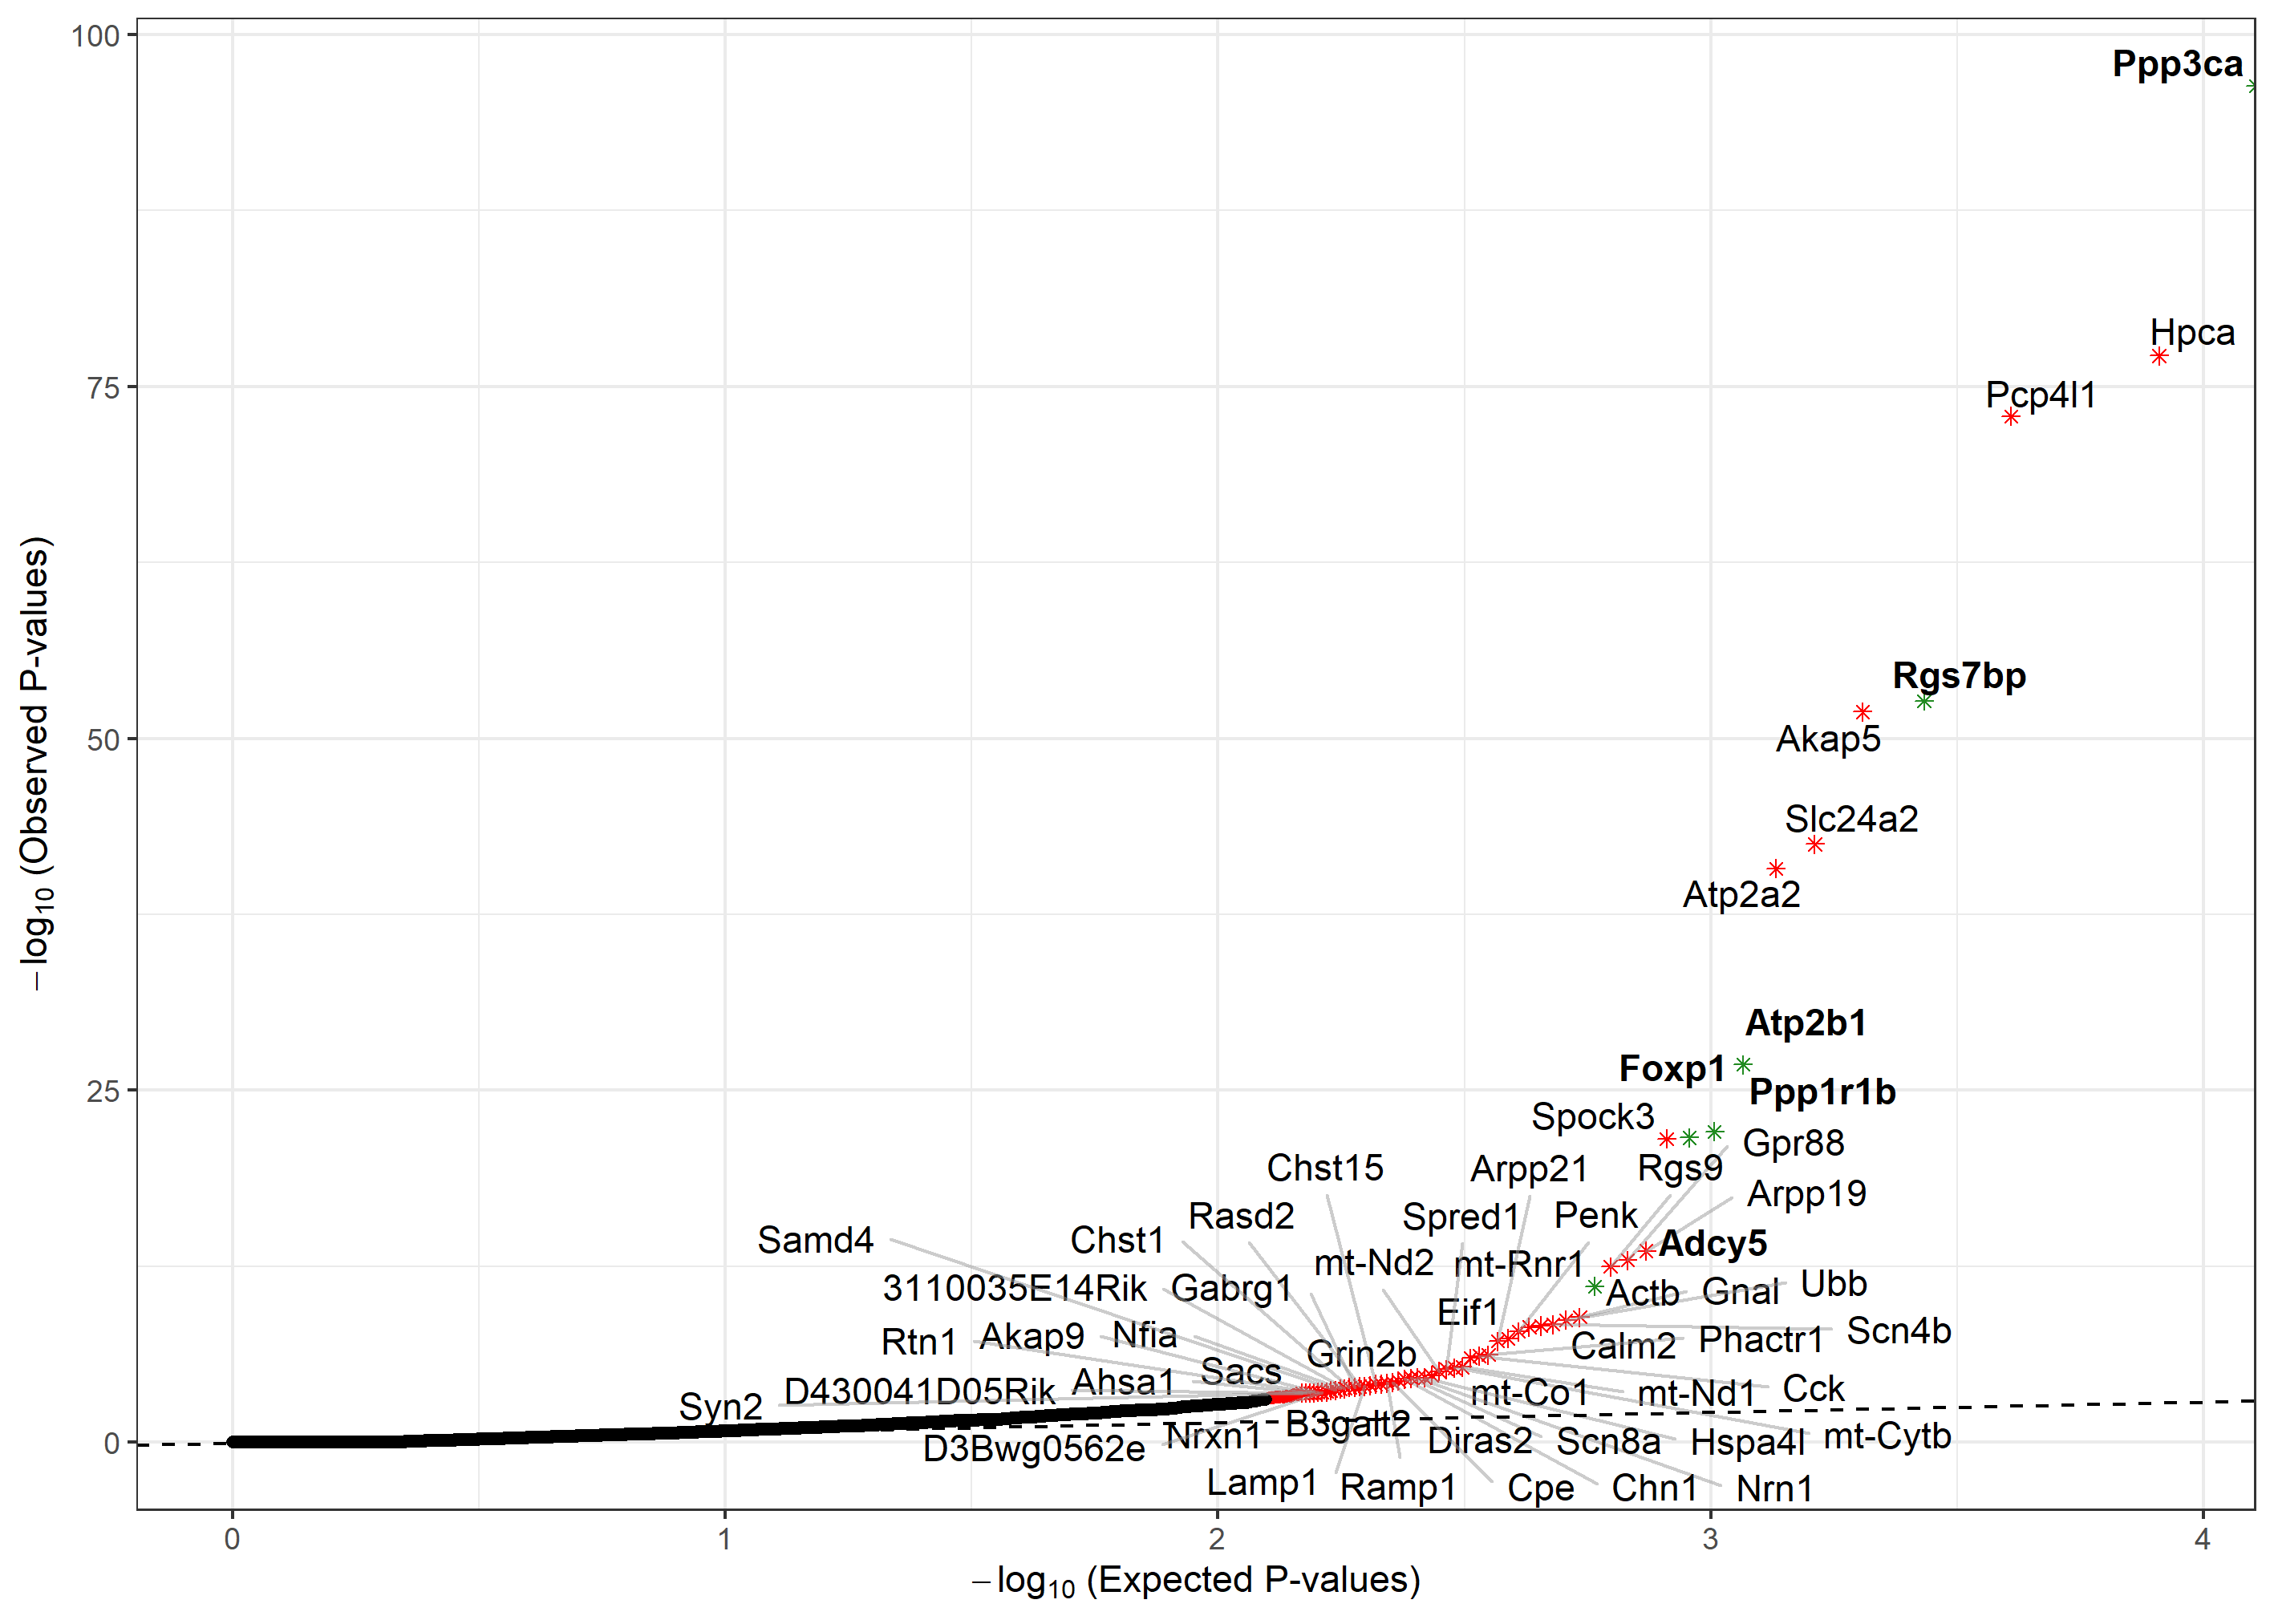 100
Ppp3ca
Hpca
75
Pcp4l1
Rgs7bp
50
Akap5
Slc24a2
Atp2a2
Atp2b1
Foxp1
25
Ppp1r1b
Spock3
Gpr88
Chst15
Arpp21
Rgs9
Arpp19
Rasd2
Spred1
Penk
Samd4
Chst1
mt-Nd2
mt-Rnr1
Adcy5
3110035E14Rik
Gabrg1
Eif1
Actb
Gnal
Ubb
Rtn1
Akap9
Nfia
Grin2b
Calm2
Phactr1
Scn4b
Syn2
D430041D05Rik
Ahsa1
Sacs
mt-Co1
mt-Nd1
Cck
0
D3Bwg0562e
Nrxn1
B3galt2
Diras2
Scn8a
Hspa4l
mt-Cytb
Lamp1
Ramp1
Cpe
Chn1
Nrn1
0 1 2 3 4
−log10 (Expected P-values)
−log10 (Observed P-values)